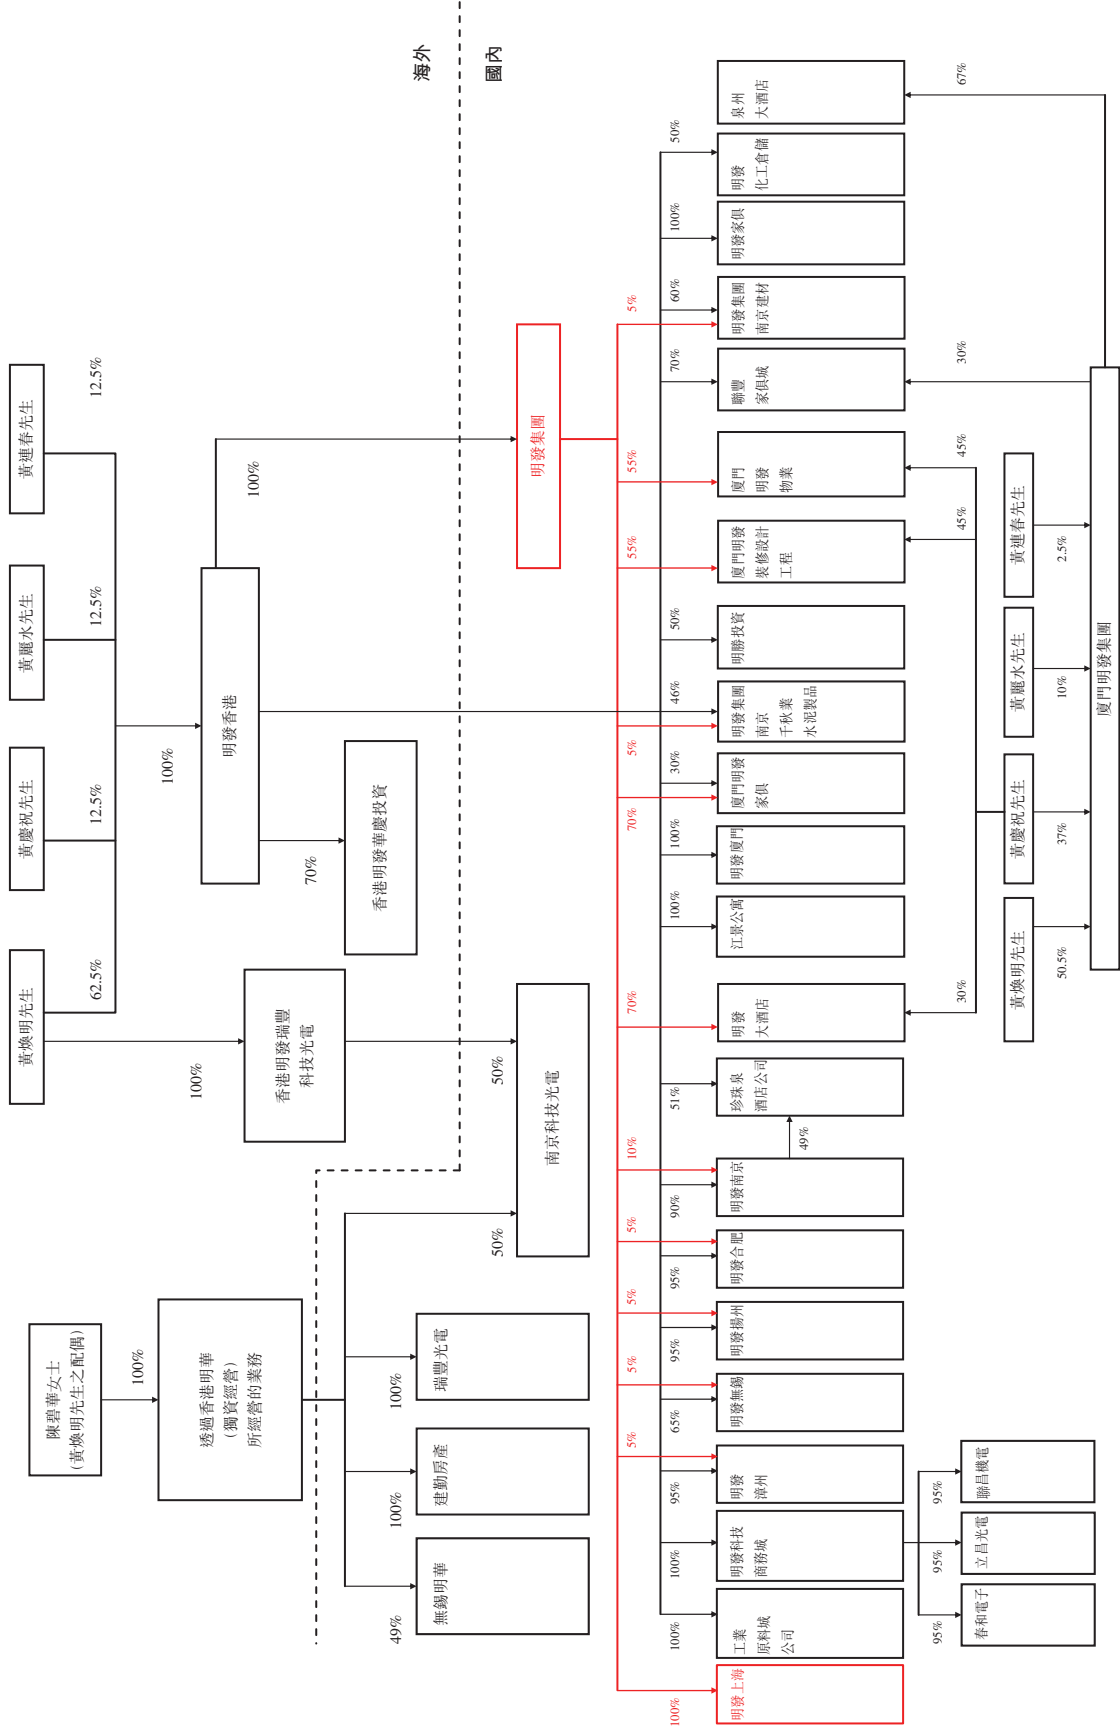 黃煥明先生
黃慶祝先生
黃麗水先生
黃連春先生
陳碧華女士
(黃煥明先生之配偶)
62.5%
12.5%
12.5%
12.5%
100%
100%
100%
透過香港明華
(獨資經營)
所經營的業務
香港明發瑞豐
科技光電
明發香港
100%
70%
100%
香港明發華慶投資
海外
國內
49%
100%
100%
50%
50%
無錫明華
建勤房產
瑞豐光電
南京科技光電
明發集團
5%
5%
5%
5%
10%
70%
70%
5%
55%
55%
5%
100%
100%
100%
95%
65%
95%
95%
90%
51%
100%
100%
30%
46%
50%
70%
60%
100%
50%
明發上海
工業
原料城
公司
明發科技
商務城
明發
漳州
明發無錫
明發揚州
明發合肥
明發南京
49%
珍珠泉
酒店公司
明發
大酒店
江景公寓
明發廈門
廈門明發
家俱
明發集團
南京
千秋業
水泥製品
明勝投資
廈門明發
裝修設計
工程
廈門
明發
物業
聯豐
家俱城
明發集團
南京建材
明發家俱
明發
化工倉儲
泉州
大酒店
95%
95%
95%
30%
45%
45%
30%
67%
春和電子
立昌光電
聯昌機電
黃煥明先生
黃慶祝先生
黃麗水先生
黃連春先生
50.5%
37%
10%
2.5%
廈門明發集團